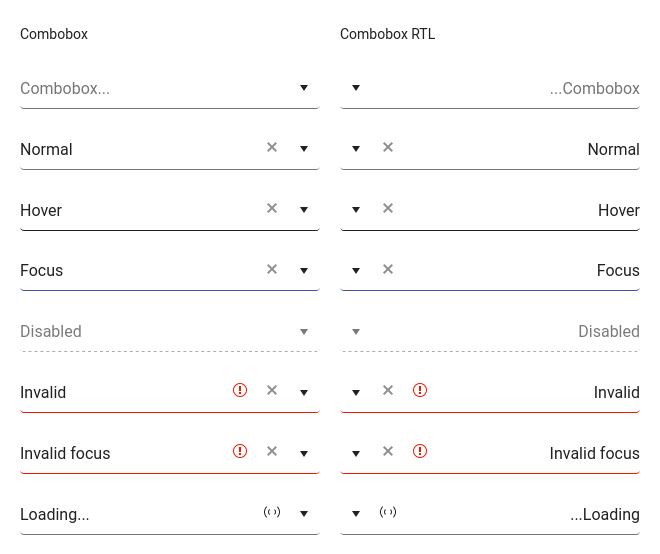 Combobox
Combobox RTL
Combobox...
...Combobox
Normal
Normal
Hover
Hover
Focus
Focus
Disabled
Disabled
Invalid
Invalid
Invalid focus
Invalid focus
Loading...
...Loading